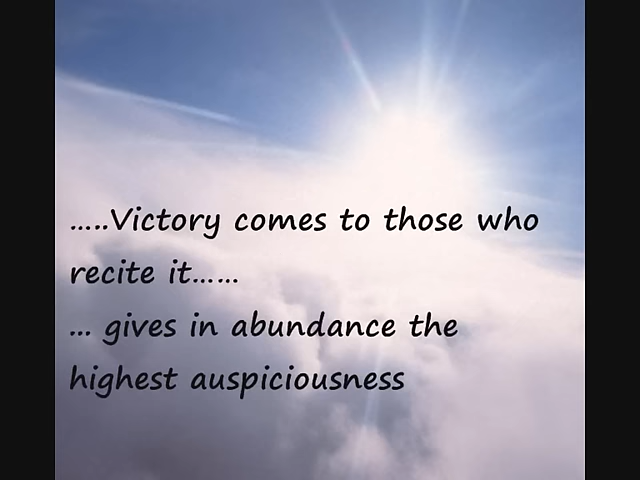 .....Victory comes to those who
recite it......
... gives in abundance the
highest auspiciousness